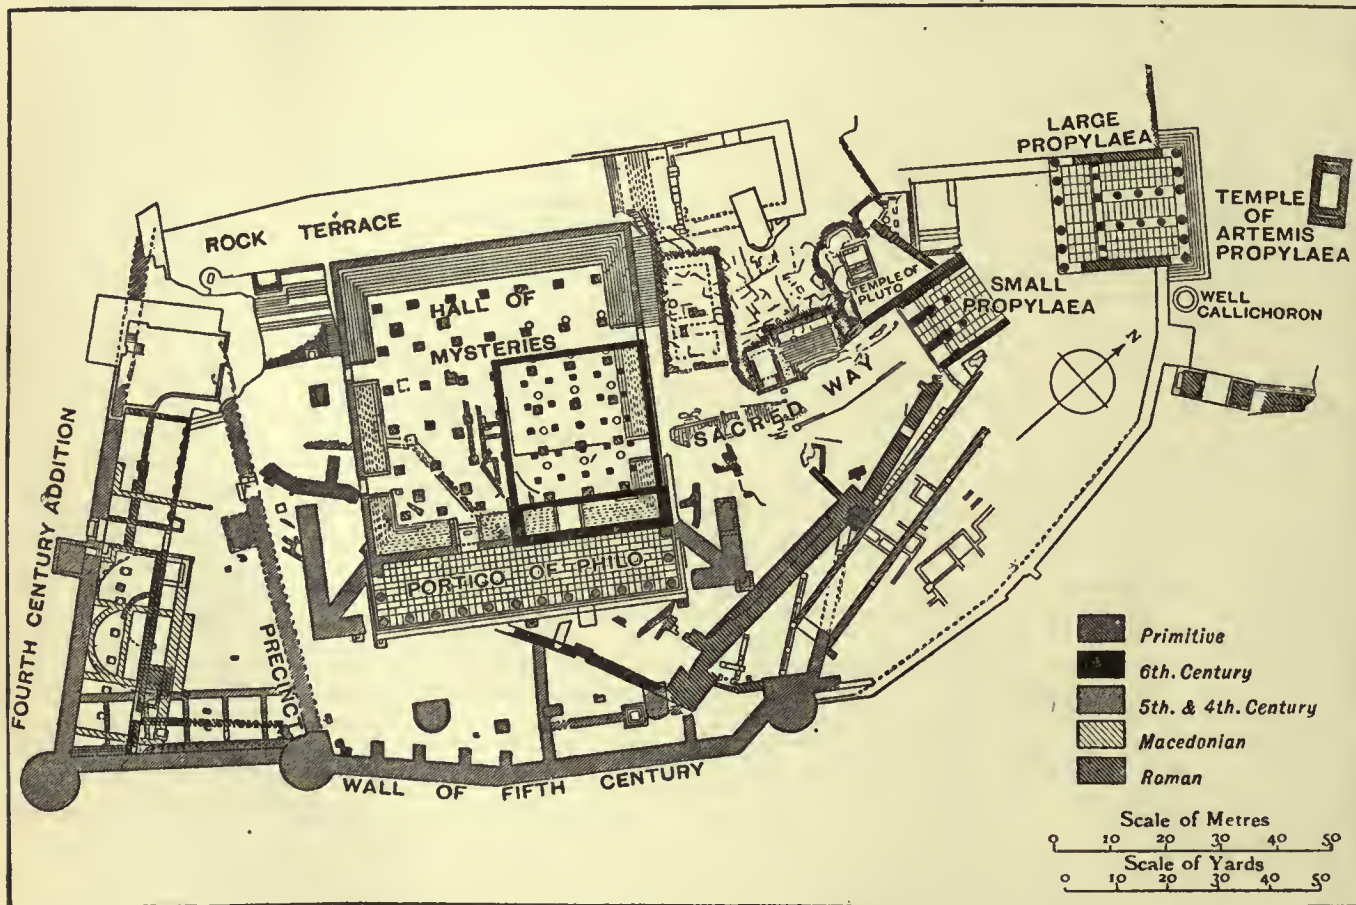 LARGE
PROPYLAEA
TEMPLE
OF
ARTEMIS
PROPYLAEA
ROCK TERRACE
HALL OF
MYSTERIES
TEMPLE OF
PLUTO
SMALL
PROPYLAEA
WELL
CALLICHORON
N
SACRED WAY
PORTICO OF PHILO
FOURTH CENTURY ADDITION
PRECINCT
WALL OF FIFTH CENTURY
Primitive
6th. Century
5th. & 4th. Century
Macedonian
Roman
Scale of Metres
0 10 20 30 40 50
Scale of Yards
0 10 20 30 40 50